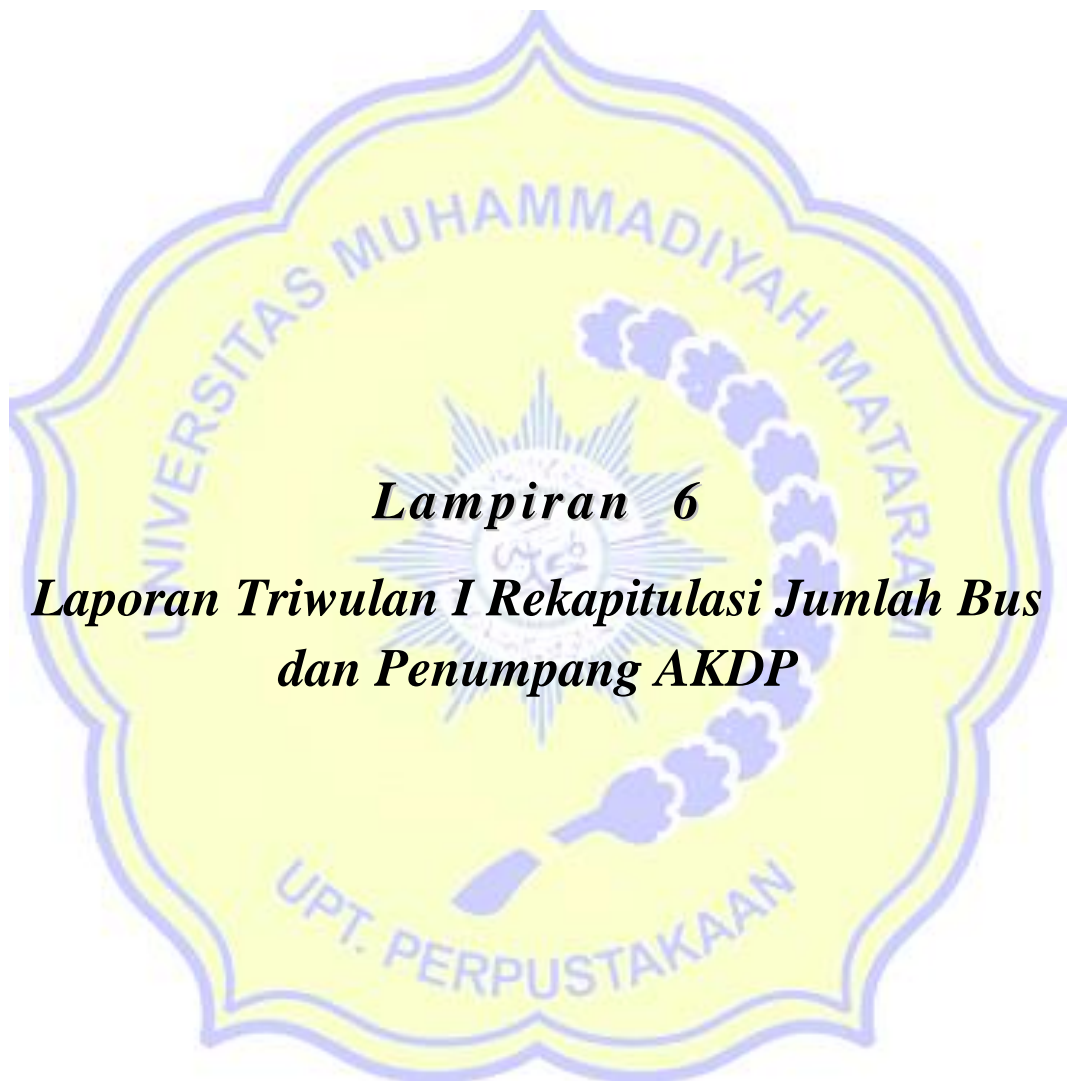 UNIVERSITAS MUHAMMADIYAH MATARAM
Lampiran 6
Laporan Triwulan I Rekapitulasi Jumlah Bus
dan Penumpang AKDP
UPT. PERPUSTAKAAN